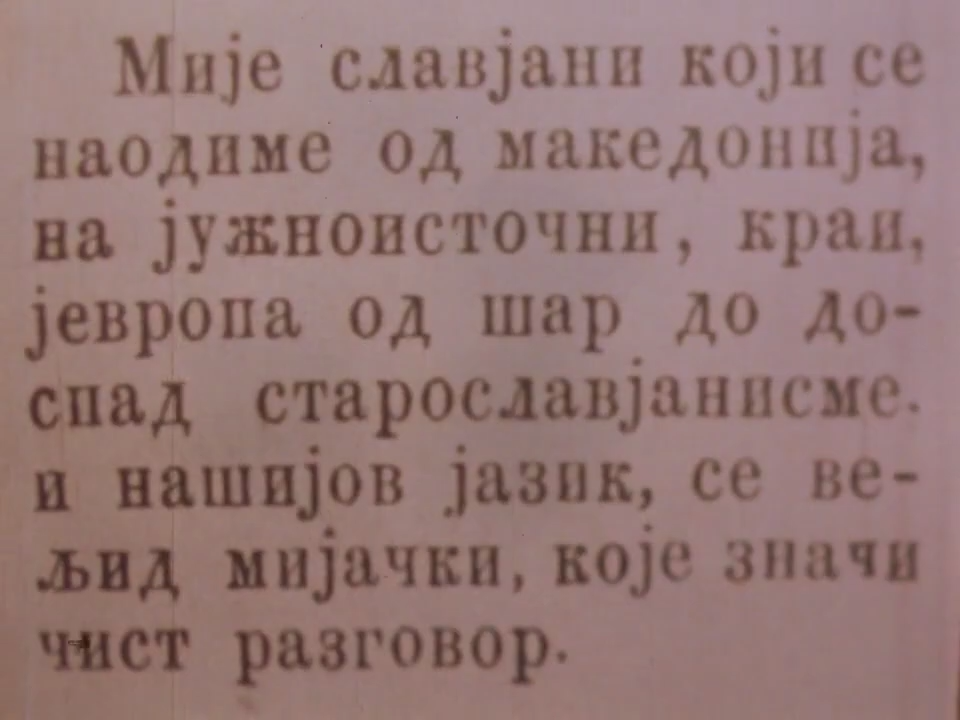 Мије славјани који се
наодиме од македонија,
на јужноисточни, краи,
јевропа од шар до до-
спад старославјанисме.
и нашијов јазик, се ве-
љид мијачки, које значи
чист разговор.